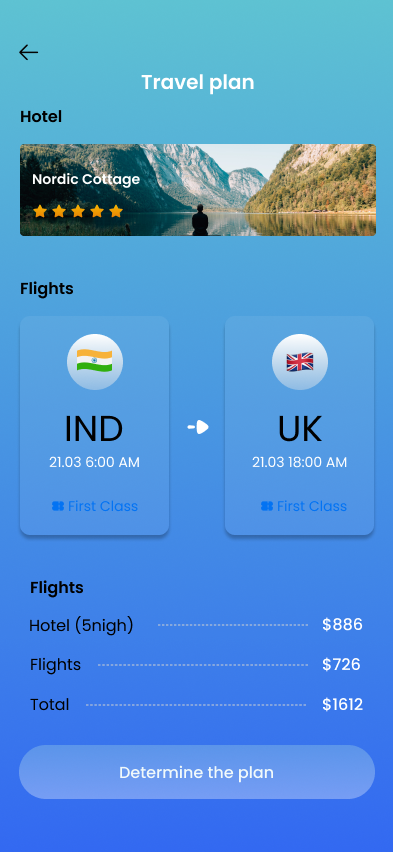 Travel plan
Hotel
Nordic Cottage
Flights
IND
21.03 6:00 AM
First Class
UK
21.03 18:00 AM
First Class
Flights
Hotel (5nigh) $886
Flights $726
Total $1612
Determine the plan